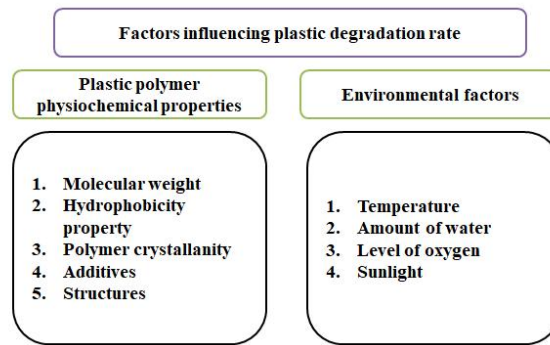 Factors influencing plastic degradation rate
Plastic polymer
physiochemical properties
1. Molecular weight
2. Hydrophobicity
property
3. Polymer crystallanity
4. Additives
5. Structures
Environmental factors
1. Temperature
2. Amount of water
3. Level of oxygen
4. Sunlight